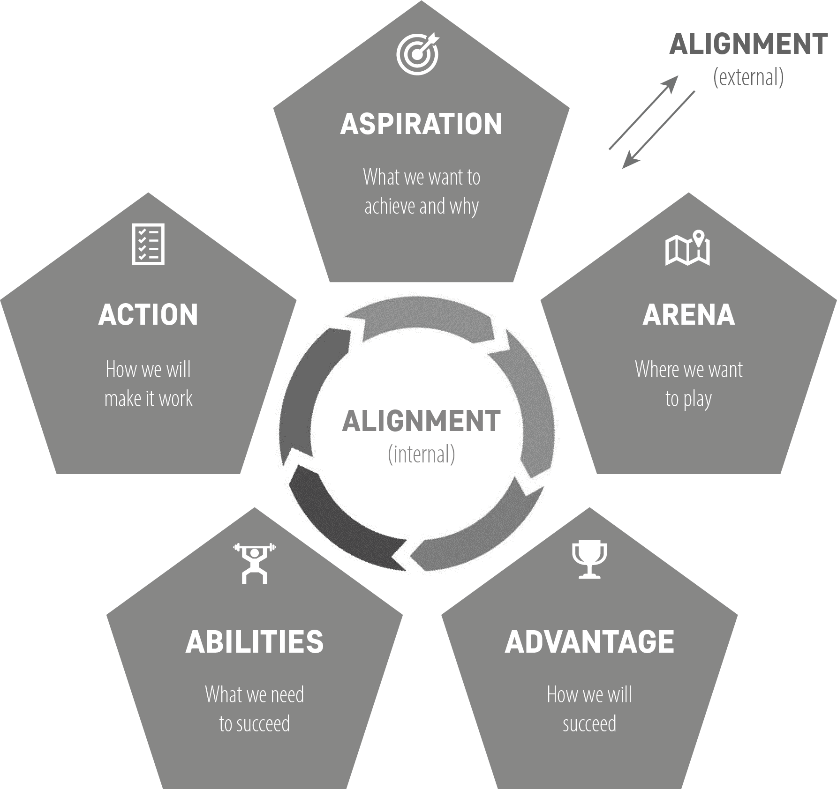 ALIGNMENT
(external)
ASPIRATION
What we want to
achieve and why
ACTION
How we will
make it work
ARENA
Where we want
to play
ALIGNMENT
(internal)
ABILITIES
What we need
to succeed
ADVANTAGE
How we will
succeed